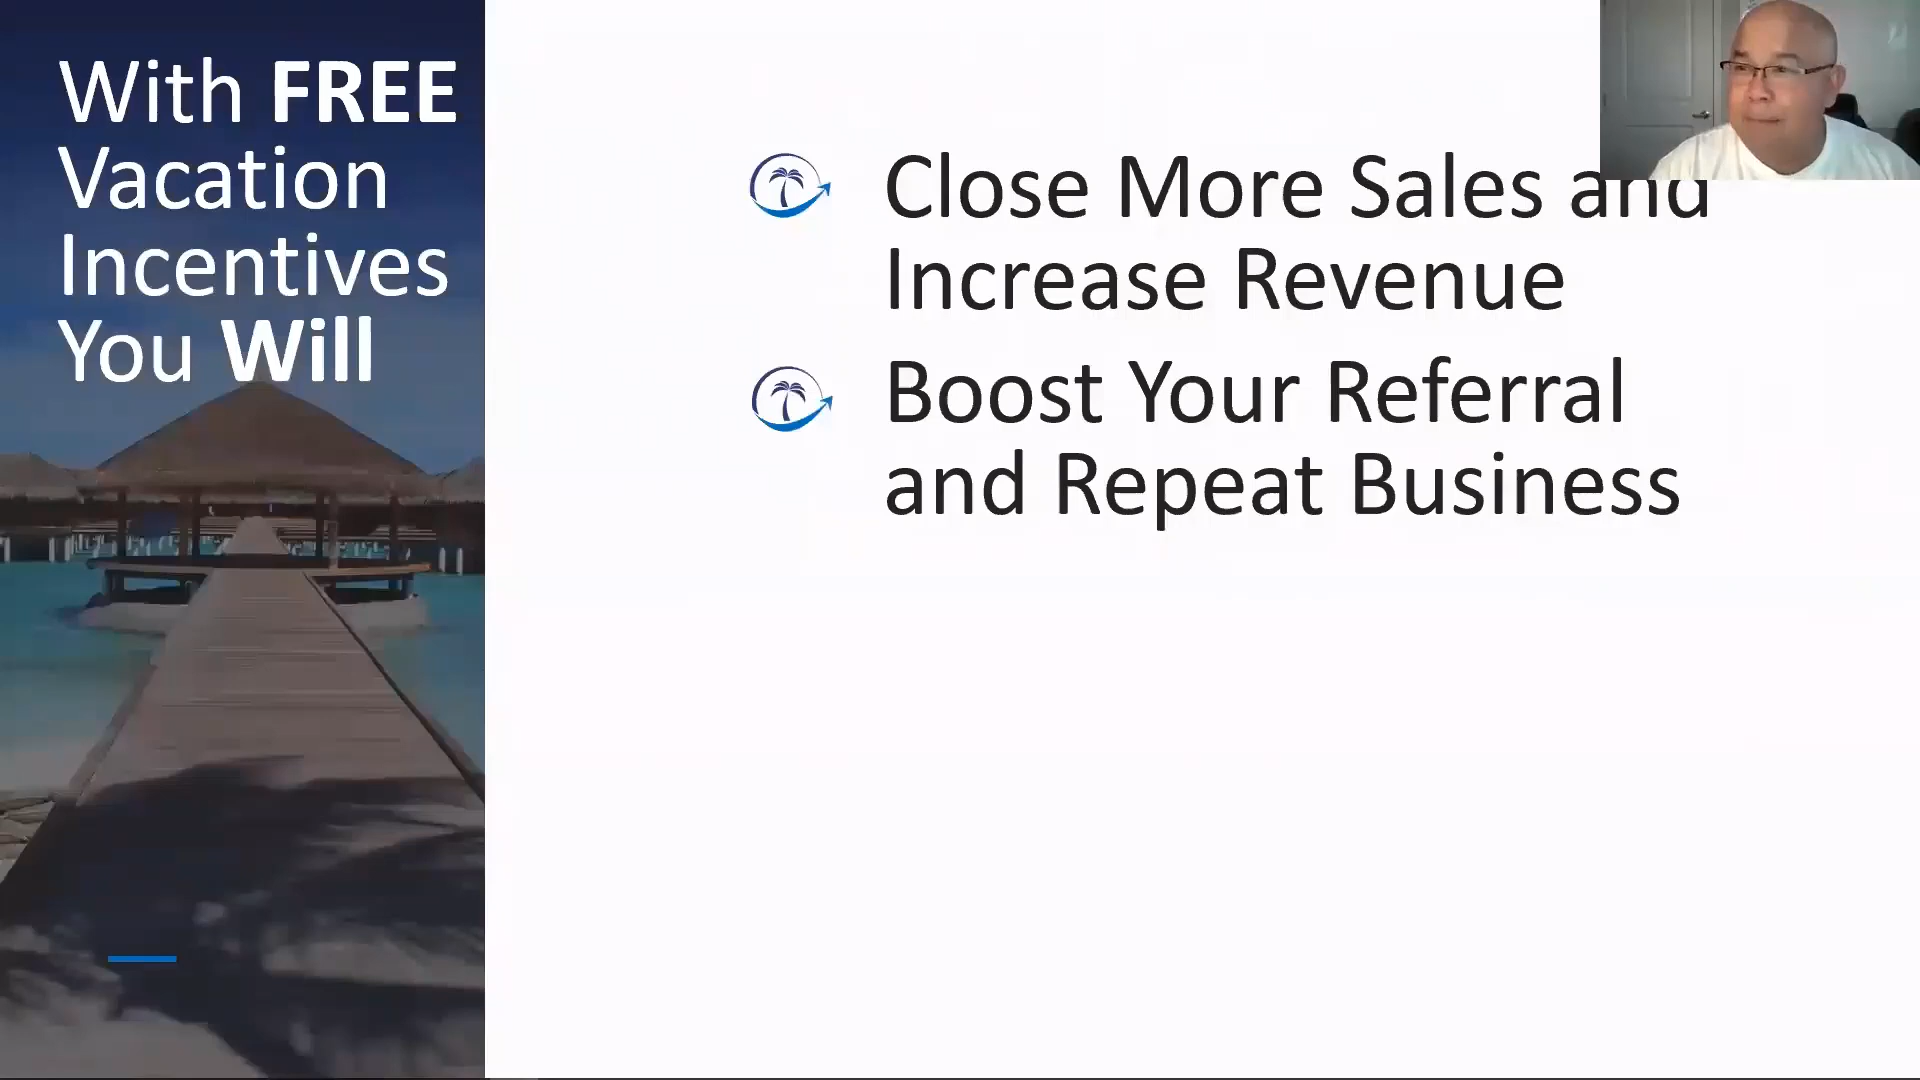 With FREE
Vacation
Incentives
You Will
Close More Sales and
Increase Revenue
Boost Your Referral
and Repeat Business